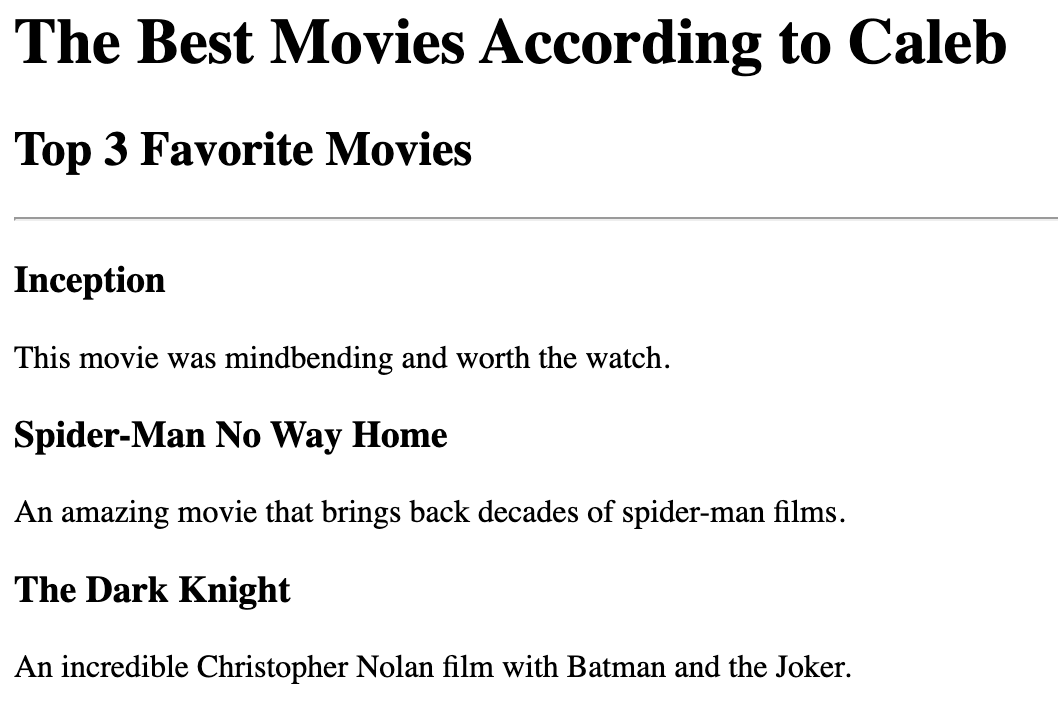 The Best Movies According to Caleb
Top 3 Favorite Movies
Inception
This movie was mindbending and worth the watch.
Spider-Man No Way Home
An amazing movie that brings back decades of spider-man films.
The Dark Knight
An incredible Christopher Nolan film with Batman and the Joker.